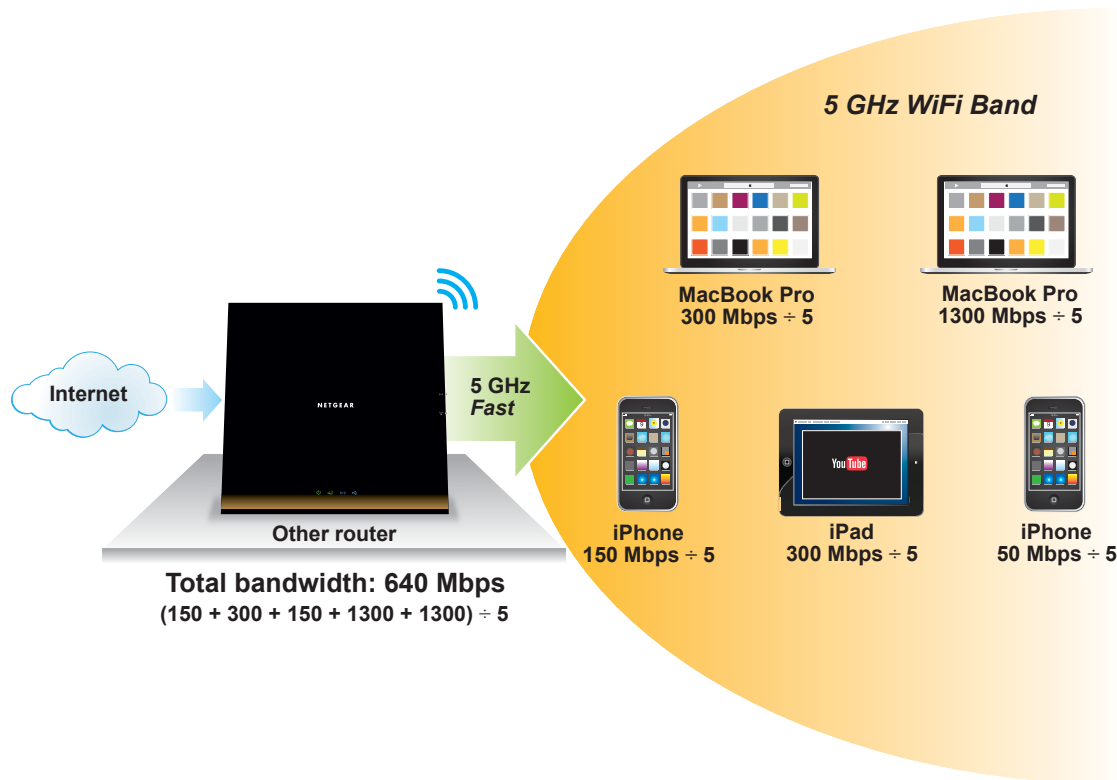 5 GHz WiFi Band
MacBook Pro
300 Mbps ÷ 5
MacBook Pro
1300 Mbps ÷ 5
Internet
NETGEAR
5 GHz
Fast
YouTube
Other router
iPhone
150 Mbps ÷ 5
iPad
300 Mbps ÷ 5
iPhone
50 Mbps ÷ 5
Total bandwidth: 640 Mbps
(150 + 300 + 150 + 1300 + 1300) ÷ 5